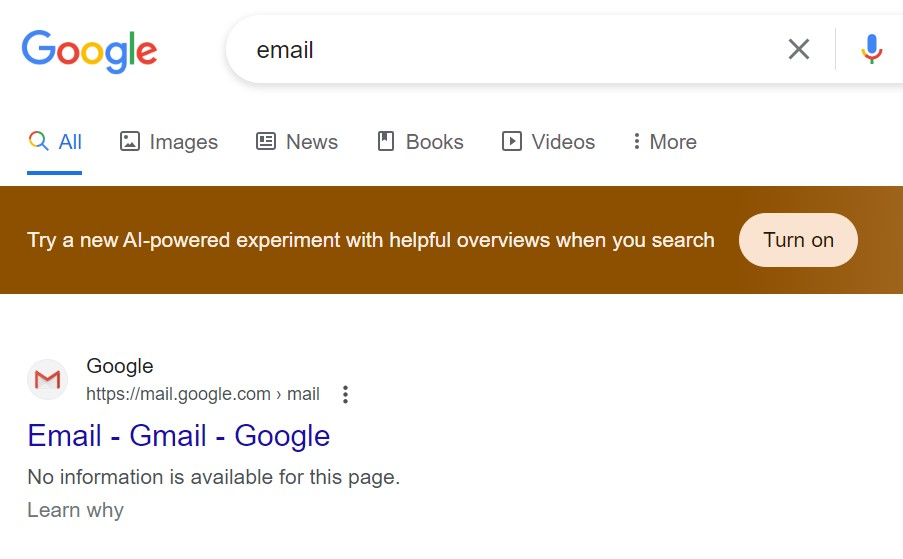 Google
email
All Images News Books Videos More
Try a new AI-powered experiment with helpful overviews when you search Turn on
Google
https://mail.google.com › mail
Email - Gmail - Google
No information is available for this page.
Learn why